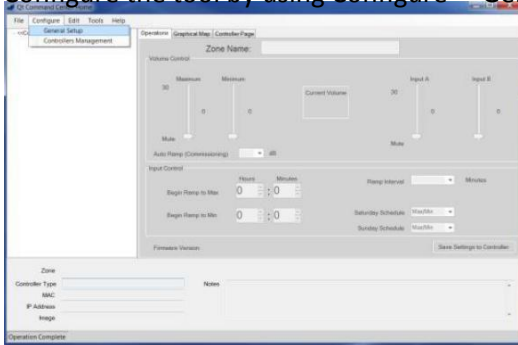 Configure the tool by using Configure – Gen
Qt Command Center Home
File Configure Edit Tools Help
General Setup
Controllers Management
Operations Graphical Map Controller Page
Zone Name:
Volume Control
Maximum Minimum Input A Input B
30 Current Volume 30
0 0 0 0
Mute Mute
Auto Ramp (Commissioning) dB
Input Control
Hours Minutes
Begin Ramp to Max 0 : 0 Ramp Interval Minutes
Begin Ramp to Min 0 : 0 Saturday Schedule Max/Min
Sunday Schedule Max/Min
Firmware Version: Save Settings to Controller
Zone
Controller Type Notes
MAC
IP Address
Image
Operation Complete